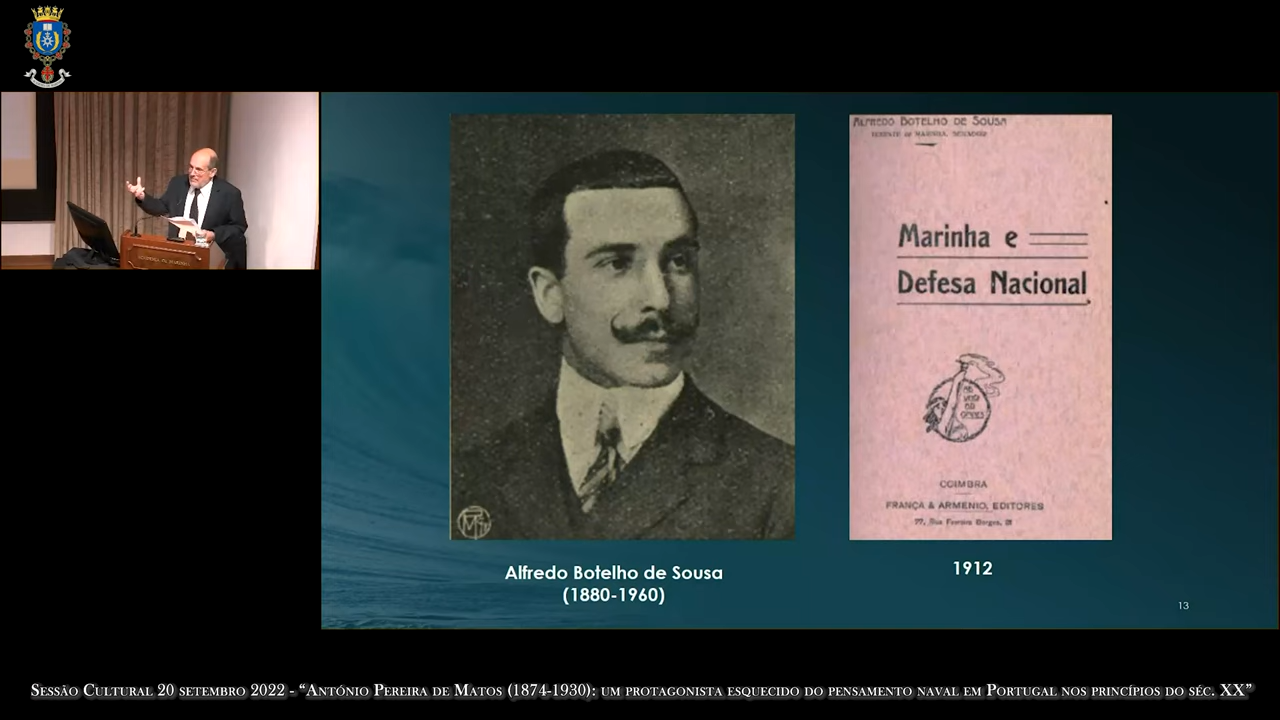 ALFREDO BOTELHO DE SOUSA
Marinha e
Defesa Nacional
COIMBRA
FRANÇA & ARMENIO, EDITORES
Alfredo Botelho de Sousa
(1880-1960)
1912
13
SESSÃO CULTURAL 20 SETEMBRO 2022 - “ANTÓNIO PEREIRA DE MATOS (1874-1930): UM PROTAGONISTA ESQUECIDO DO PENSAMENTO NAVAL EM PORTUGAL NOS PRINCÍPIOS DO SÉC. XX”